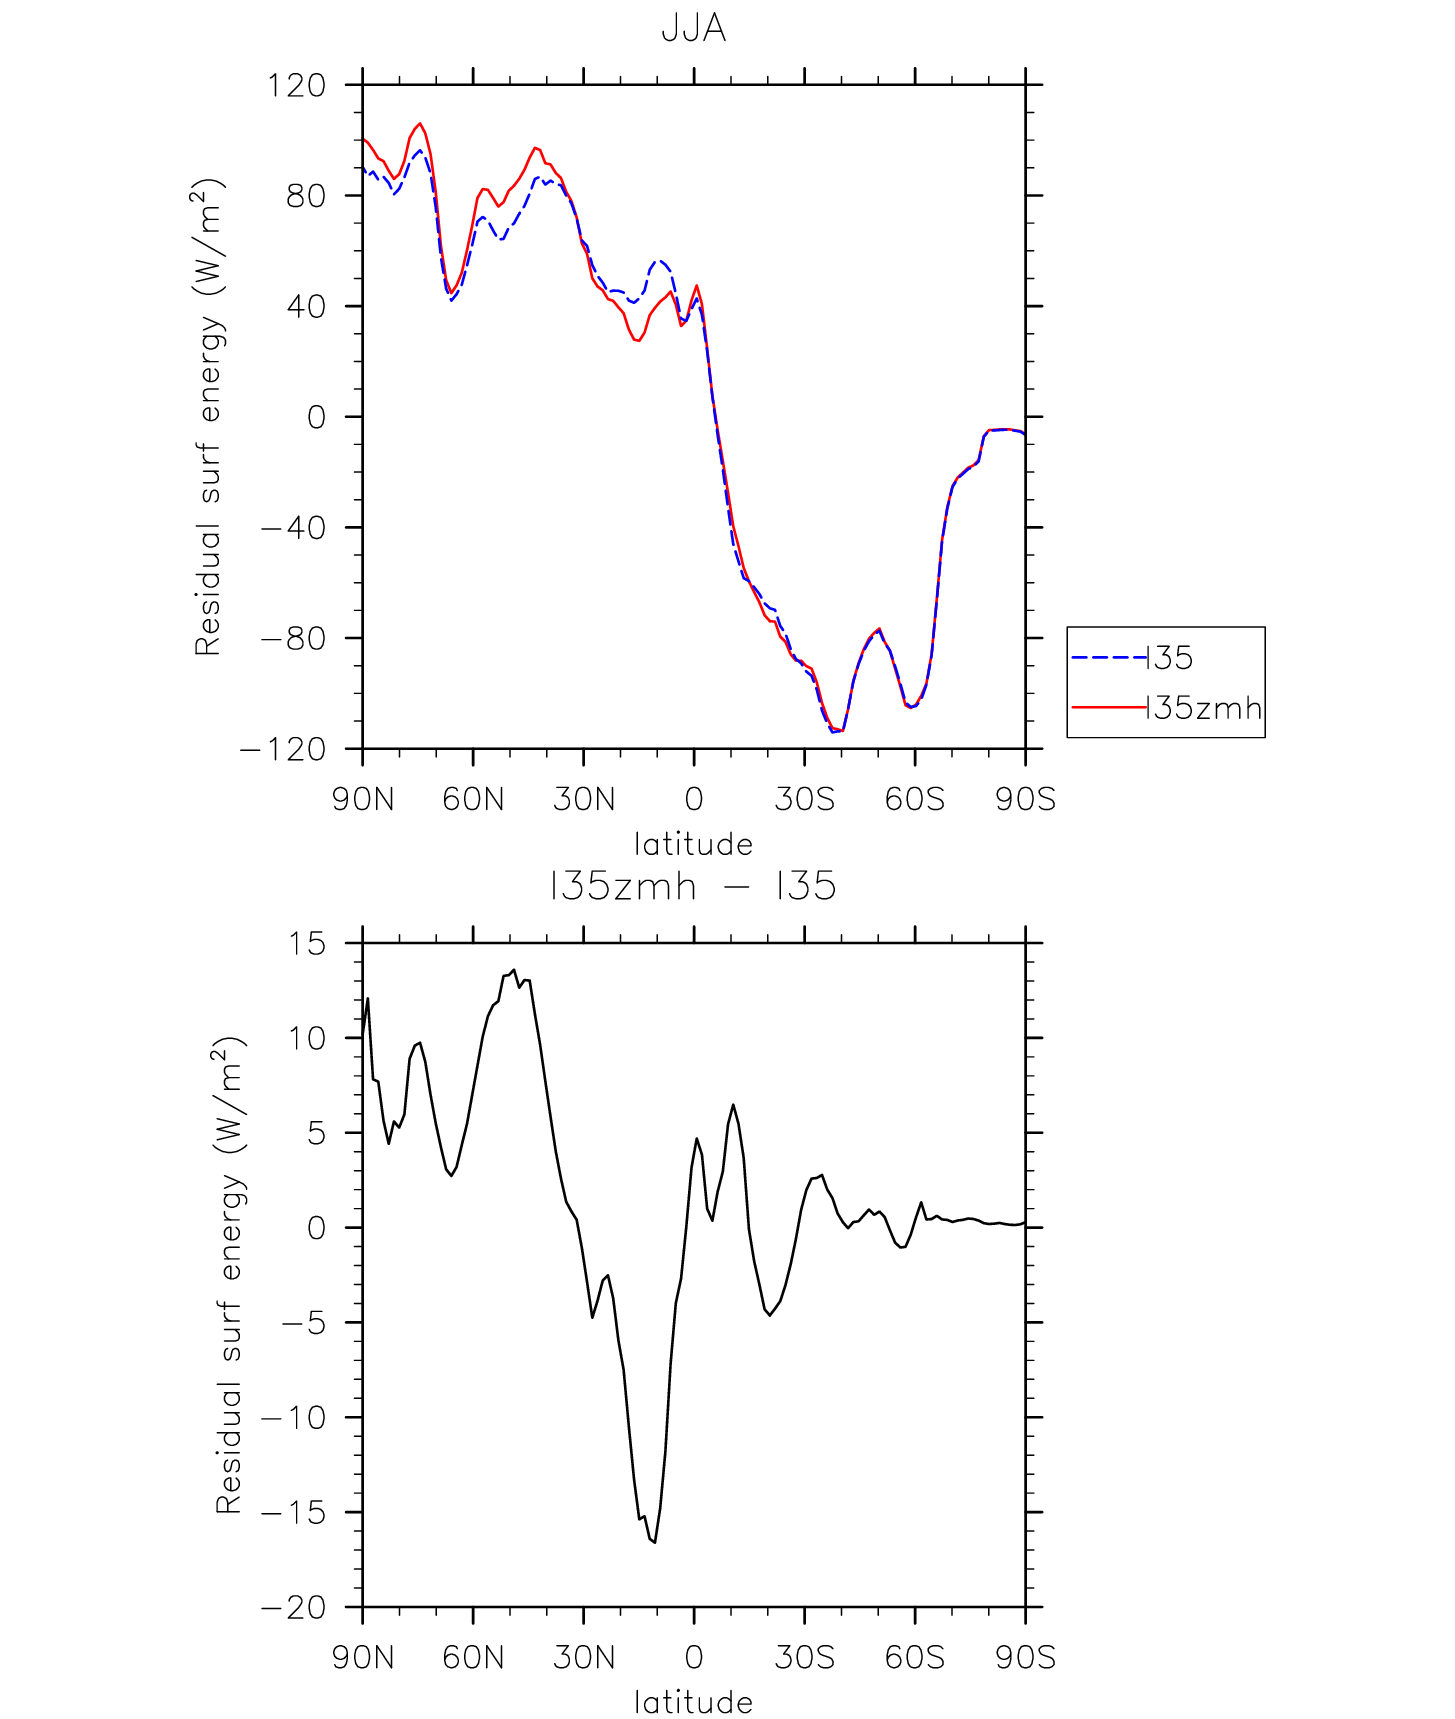 JJA
120
80
40
0
−40
−80
−120
Residual surf energy (W/m²)
90N 60N 30N 0 30S 60S 90S
latitude
I35
I35zmh
I35zmh − I35
15
10
5
0
−5
−10
−15
−20
Residual surf energy (W/m²)
90N 60N 30N 0 30S 60S 90S
latitude